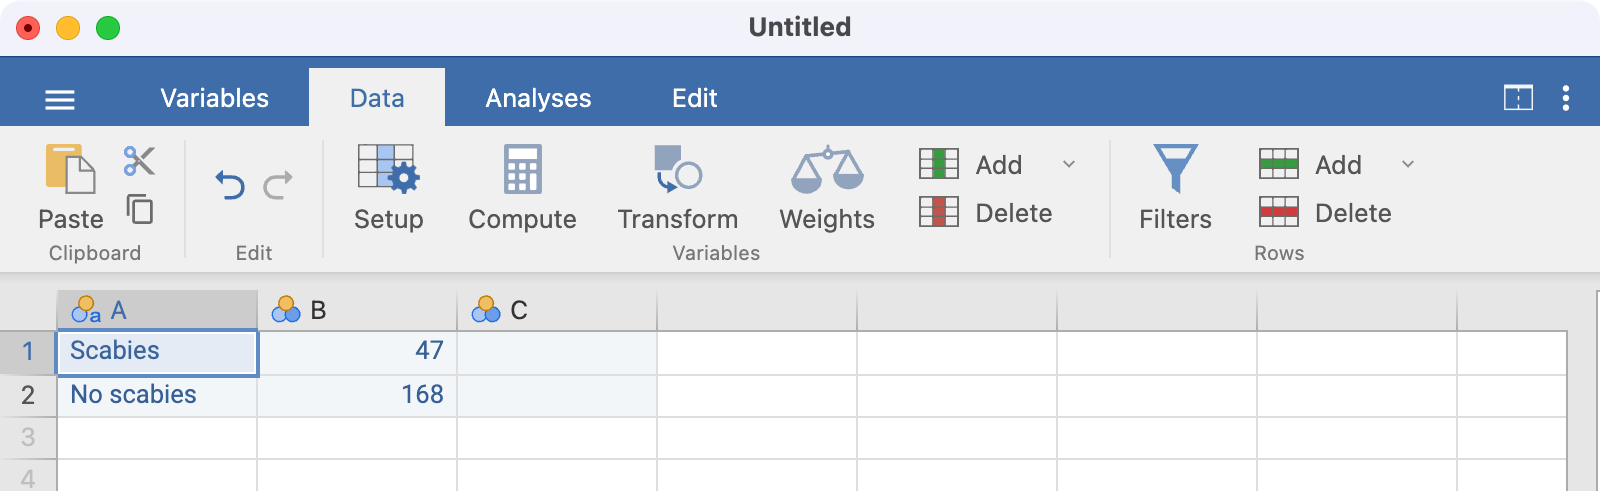 Untitled
Variables Data Analyses Edit
Paste Setup Compute Transform Weights Add Delete Filters Add Delete
Clipboard Edit Variables Rows
A B C
1 Scabies 47
2 No scabies 168
3
4